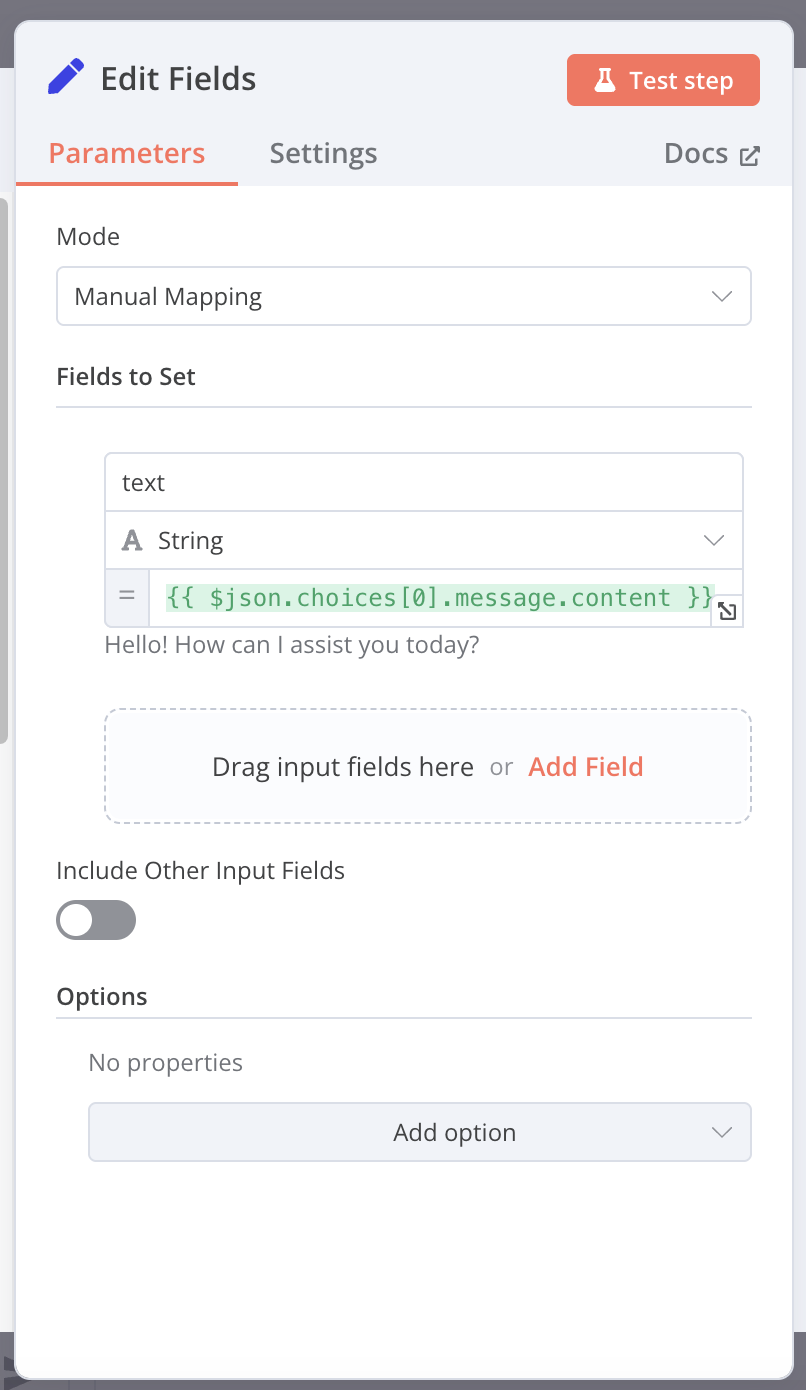 Edit Fields
Test step
Parameters
Settings
Docs
Mode
Manual Mapping
Fields to Set
text
A String
= {{ $json.choices[0].message.content }}
Hello! How can I assist you today?
Drag input fields here or Add Field
Include Other Input Fields
Options
No properties
Add option